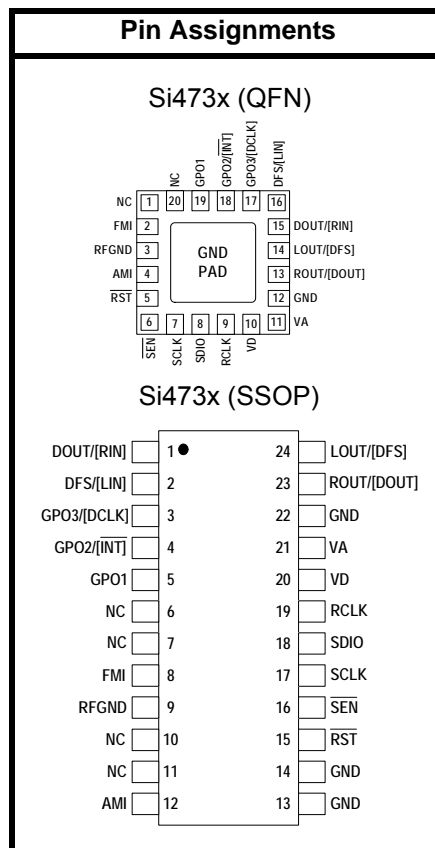 Pin Assignments
Si473x (QFN)
NC
GPO1
GPO2/[INT]
GPO3/[DCLK]
DFS/[LIN]
NC 1 20 19 18 17 16
FMI 2 15 DOUT/[RIN]
RFGND 3 GND 14 LOUT/[DFS]
AMI 4 PAD 13 ROUT/[DOUT]
RST 5 12 GND
6 7 8 9 10 11 VA
SEN
SCLK
SDIO
RCLK
VD
Si473x (SSOP)
DOUT/[RIN] 1 24 LOUT/[DFS]
DFS/[LIN] 2 23 ROUT/[DOUT]
GPO3/[DCLK] 3 22 GND
GPO2/[INT] 4 21 VA
GPO1 5 20 VD
NC 6 19 RCLK
NC 7 18 SDIO
FMI 8 17 SCLK
RFGND 9 16 SEN
NC 10 15 RST
NC 11 14 GND
AMI 12 13 GND